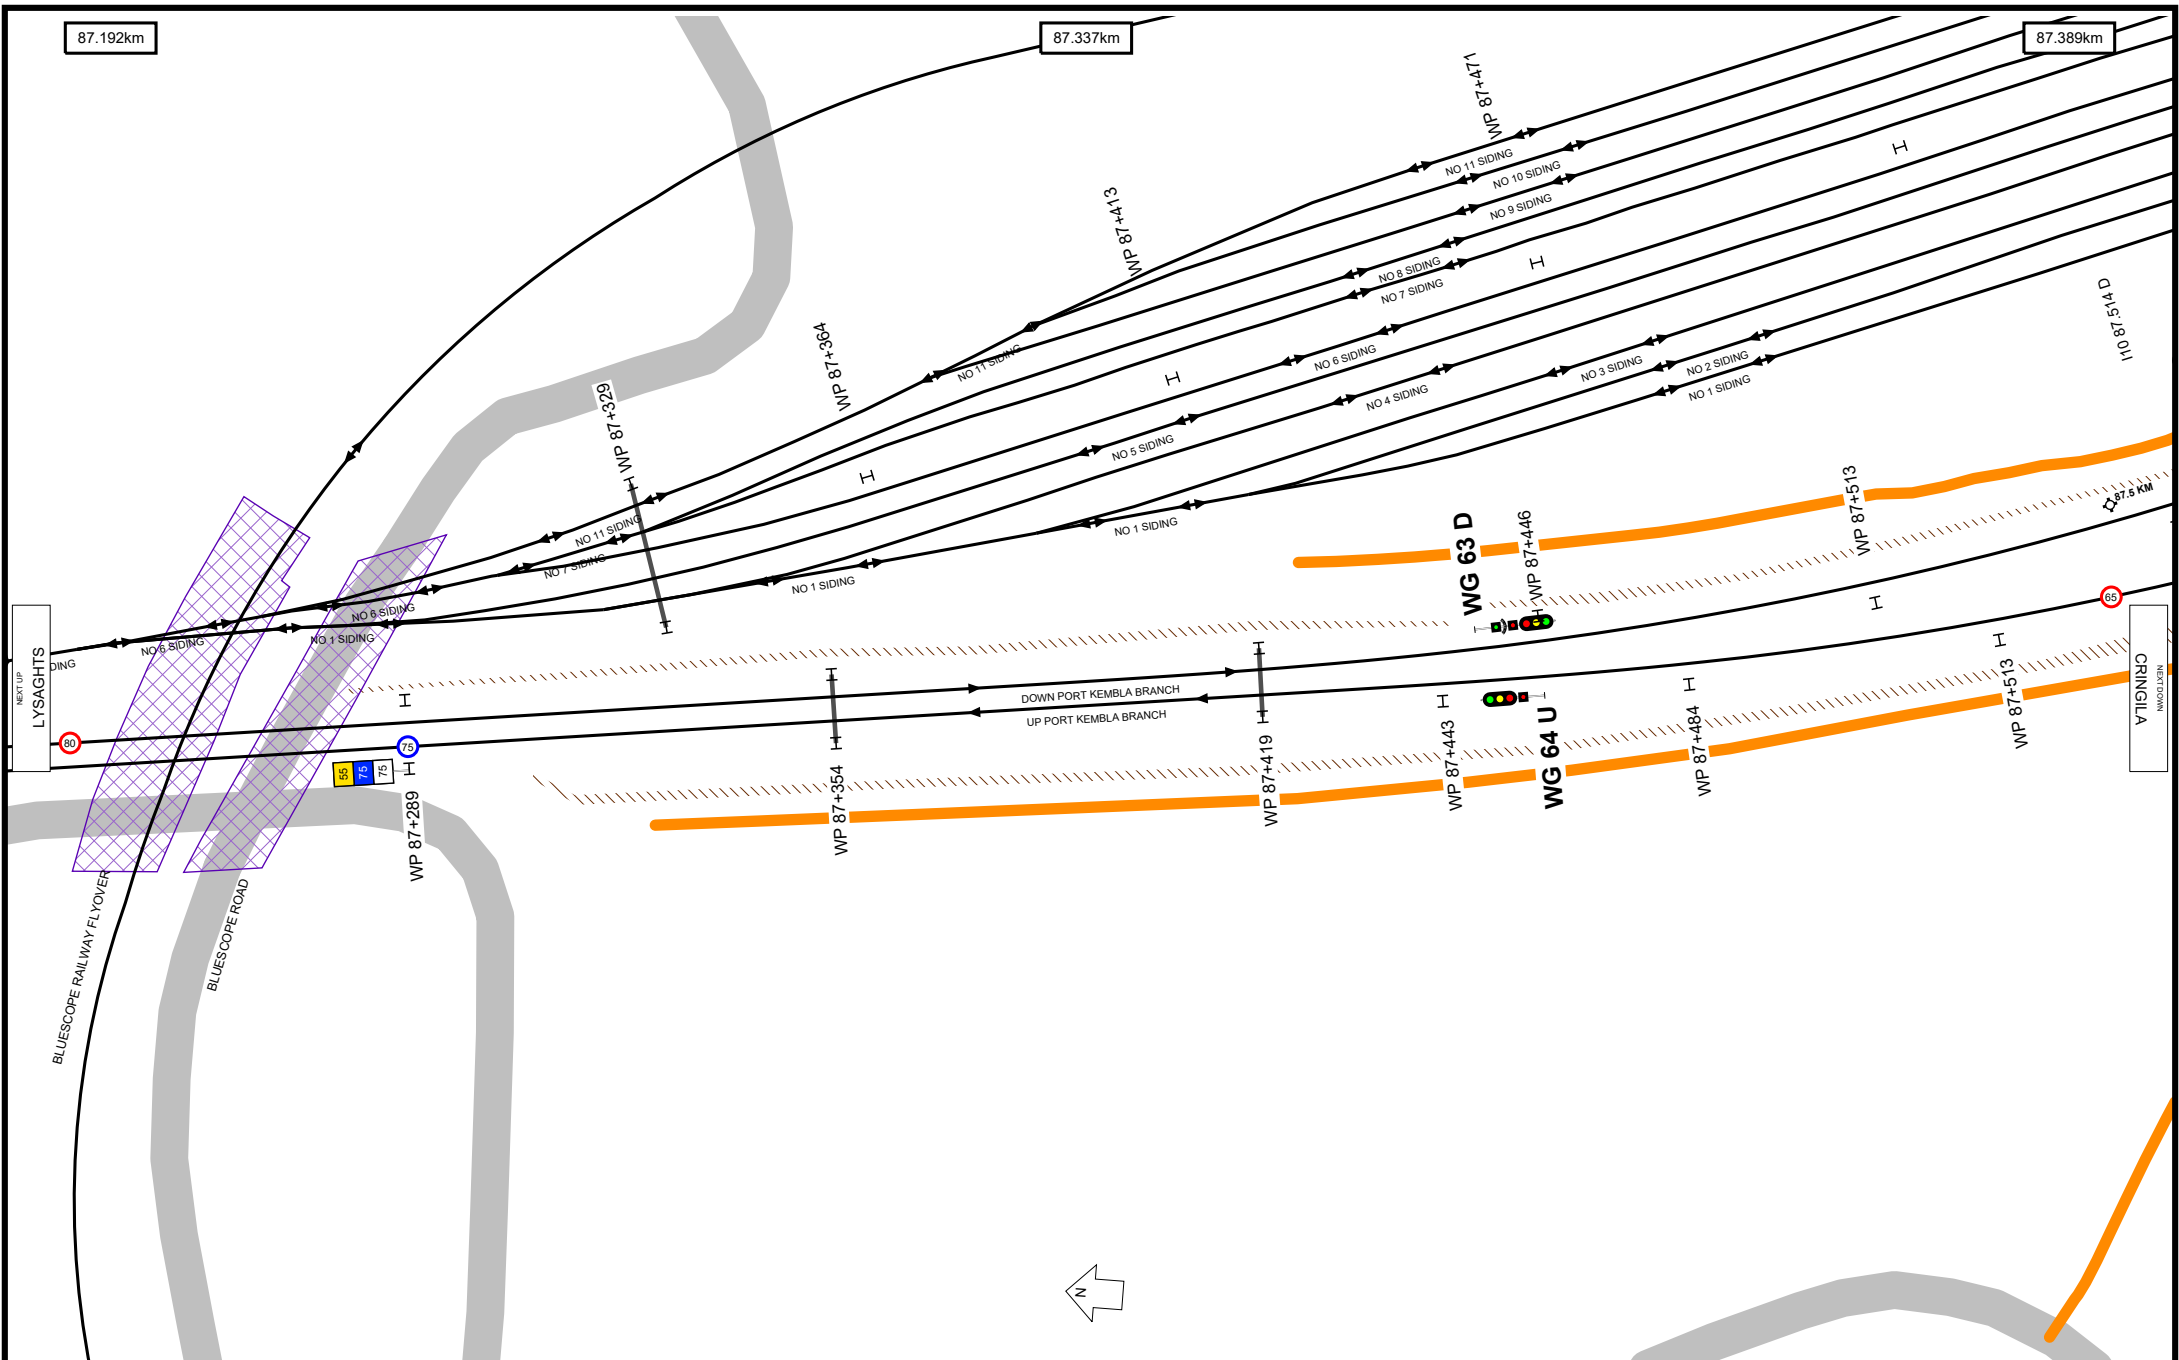 87.192km
87.337km
87.389km
WP 87+471
NO 11 SIDING
NO 10 SIDING
NO 9 SIDING
WP 87+413
NO 8 SIDING
NO 7 SIDING
WP 87+364
NO 11 SIDING
NO 6 SIDING
NO 3 SIDING
NO 2 SIDING
NO 1 SIDING
NO 4 SIDING
NO 5 SIDING
WP 87+329
NO 11 SIDING
NO 7 SIDING
NO 1 SIDING
NO 1 SIDING
NO 6 SIDING
NO 1 SIDING
NO 6 SIDING
DING
NEXT UP
LYSAGHTS
80
75
55
75
75
WP 87+289
DOWN PORT KEMBLA BRANCH
UP PORT KEMBLA BRANCH
WP 87+354
WP 87+419
WG 63 D
WP 87+446
WP 87+443
WG 64 U
WP 87+484
WP 87+513
WP 87+513
87.5 KM
65
NEXT DOWN
CRINGILA
BLUESCOPE RAILWAY FLYOVER
BLUESCOPE ROAD
N